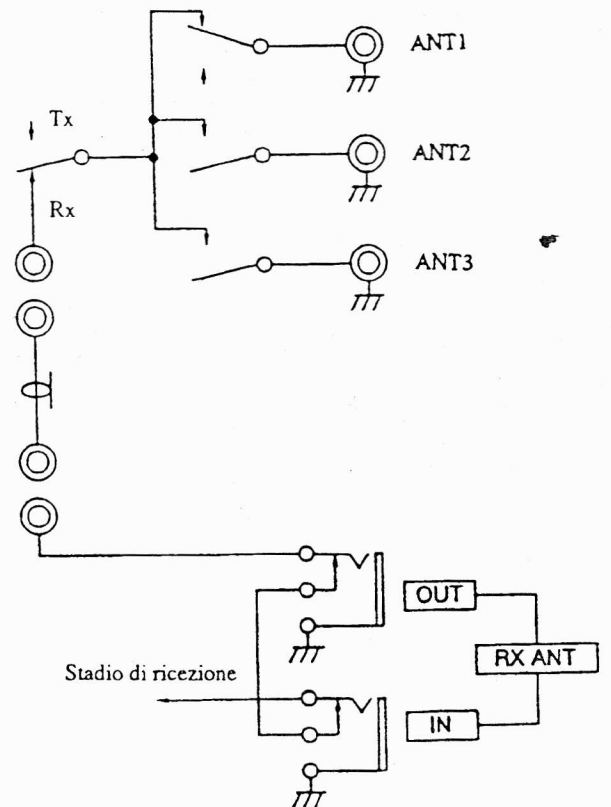 ANT1
Tx
ANT2
Rx
ANT3
OUT
RX ANT
Stadio di ricezione
IN